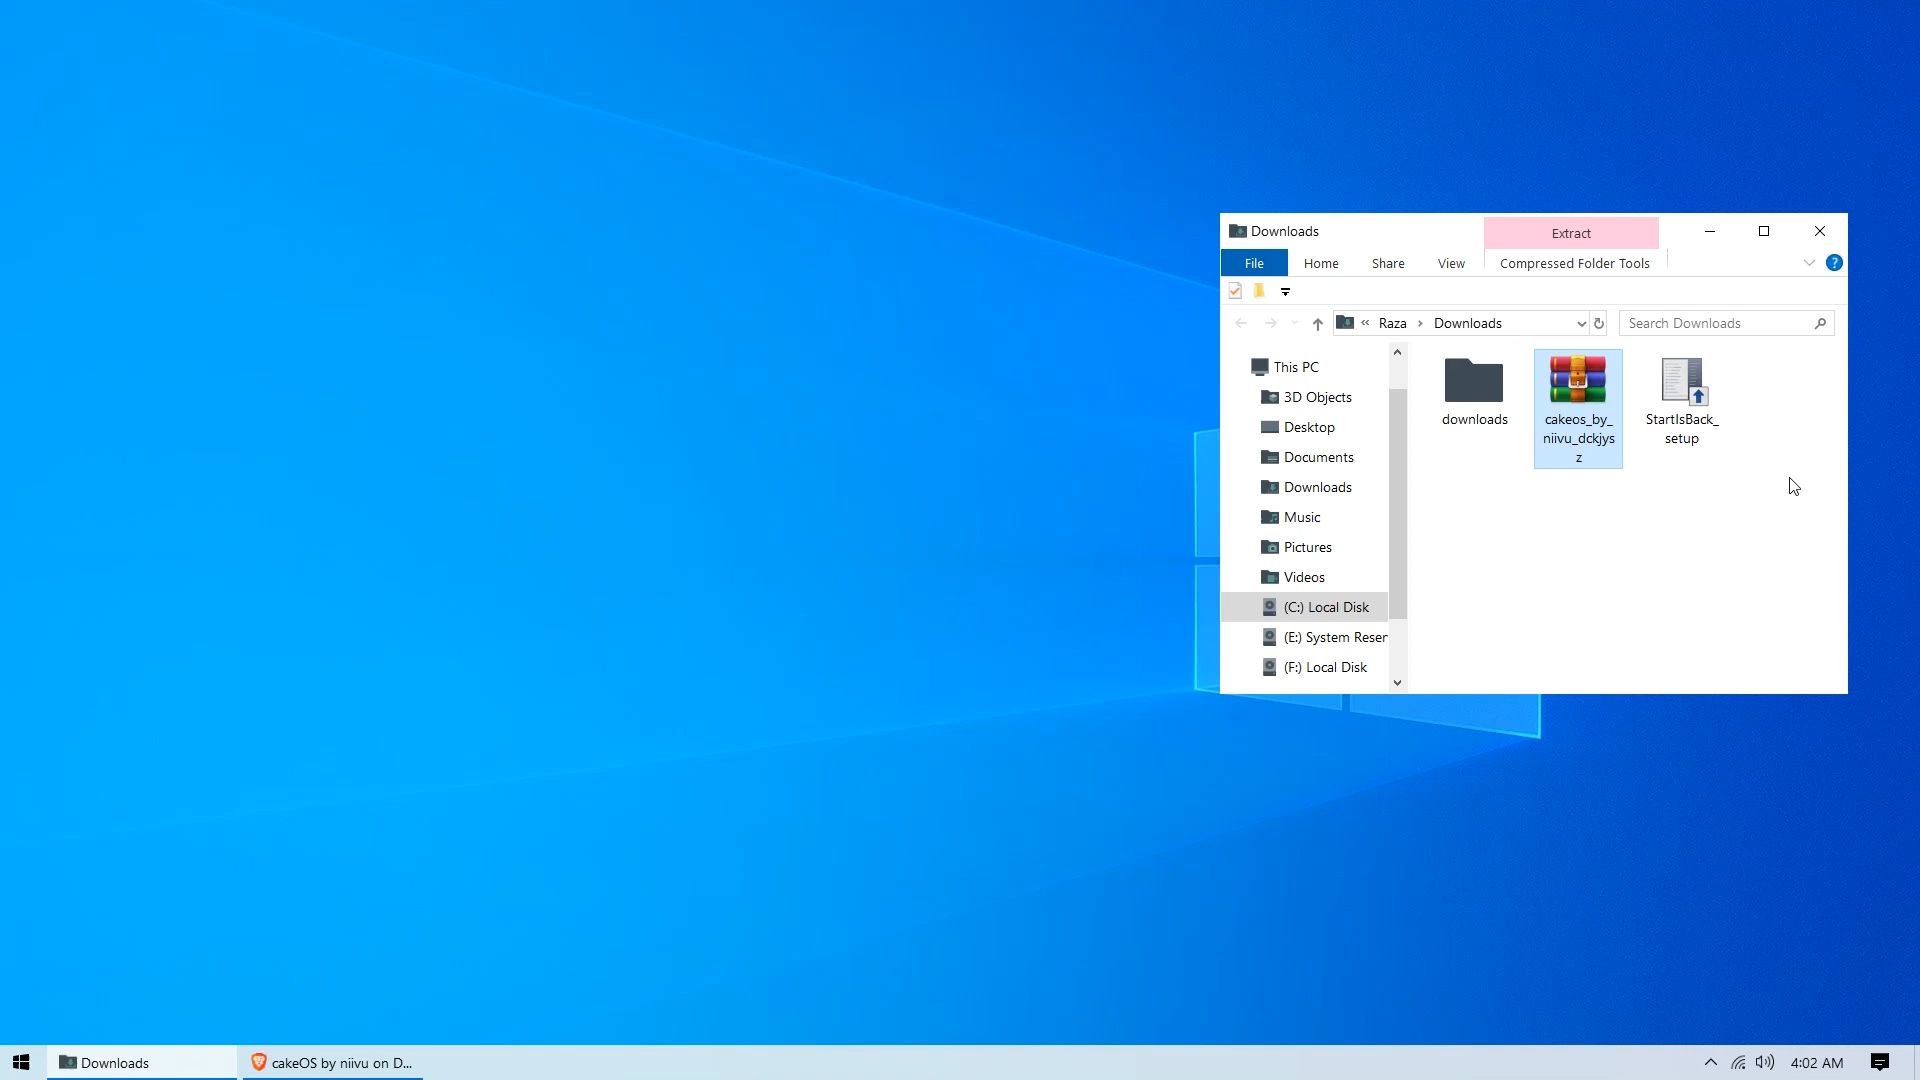 Downloads
Extract
File
Home
Share
View
Compressed Folder Tools
?
«
Raza
Downloads
Search Downloads
This PC
3D Objects
Desktop
Documents
Downloads
Music
Pictures
Videos
(C:) Local Disk
(E:) System Reser
(F:) Local Disk
downloads
cakeos_by_
niivu_dckjys
z
StartIsBack_
setup
Downloads
cakeOS by niivu on D...
4:02 AM